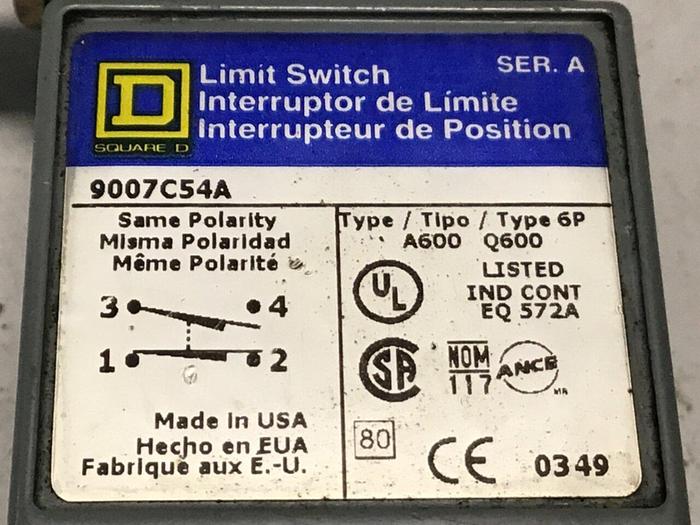 D
SQUARE D
Limit Switch
SER. A
Interruptor de Límite
Interrupteur de Position
9007C54A
Same Polarity
Misma Polaridad
Même Polarité
3 4
1 2
Made in USA
Hecho en EUA
Fabrique aux E.-U.
Type / Tipo / Type 6P
A600 Q600
UL
LISTED
IND CONT
EQ 572A
SA
NOM
117
ANCE
80
CE
0349